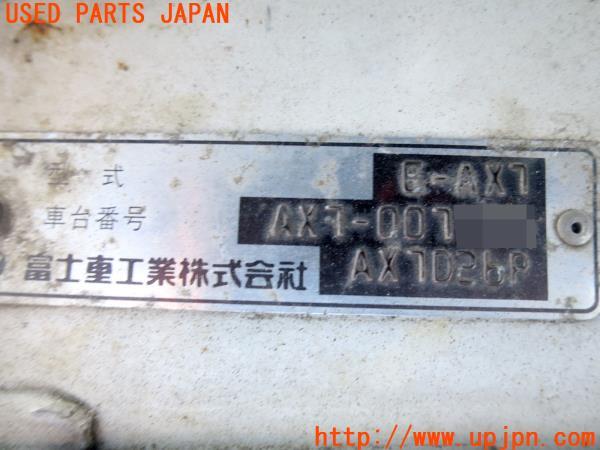 USED PARTS JAPAN
型式 E-AX7
車台番号 AX7-007
富士重工業株式会社 AX7D26P
http://www.upjpn.com/